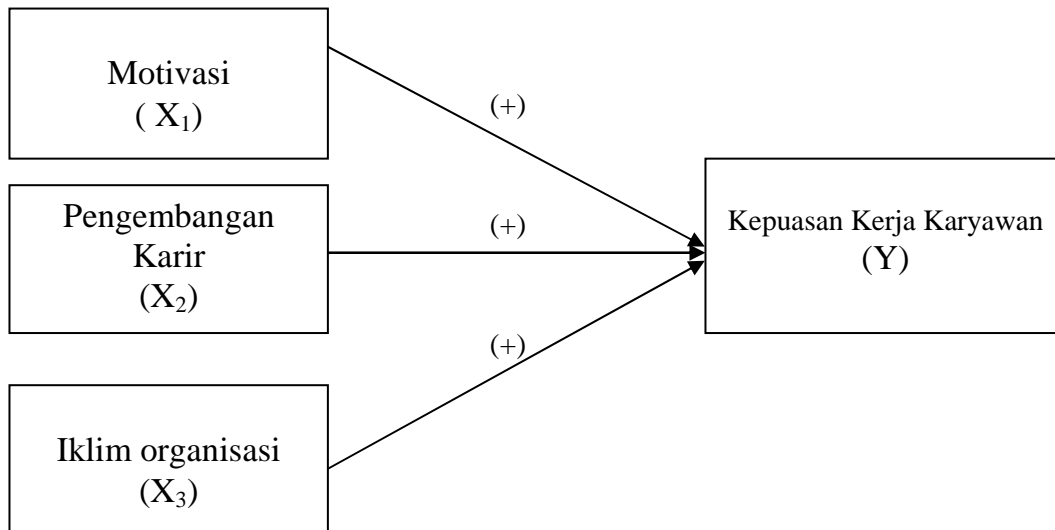 Motivasi
( X₁)
(+)
Pengembangan
Karir
(X₂)
(+)
Kepuasan Kerja Karyawan
(Y)
(+)
Iklim organisasi
(X₃)